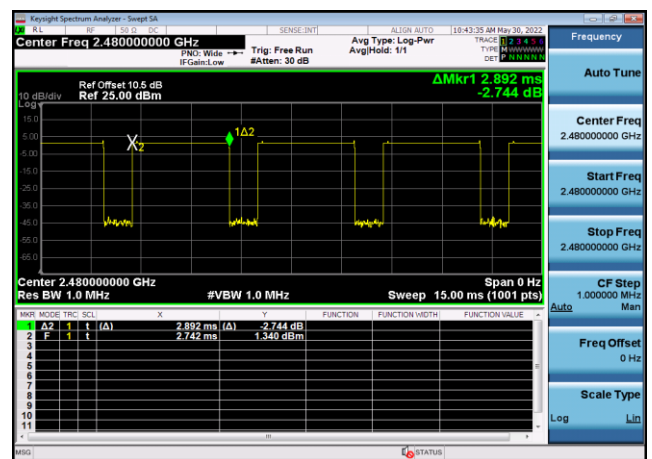 Keysight Spectrum Analyzer - Swept SA
RL RF 50 Ω DC SENSE:INT ALIGN AUTO 10:43:35 AM May 30, 2022
Center Freq 2.480000000 GHz
PNO: Wide
IFGain:Low
Trig: Free Run
#Atten: 30 dB
Avg Type: Log-Pwr
Avg|Hold: 1/1
TRACE 1 2 3 4 5 6
TYPE MWWWWW
DET P NNNNN
Frequency
Ref Offset 10.5 dB
10 dB/div Ref 25.00 dBm
Log
ΔMkr1 2.892 ms
-2.744 dB
15.0
5.00
-5.00
-15.0
-25.0
-35.0
-45.0
-55.0
-65.0
X2
1Δ2
Center 2.480000000 GHz Span 0 Hz
Res BW 1.0 MHz #VBW 1.0 MHz Sweep 15.00 ms (1001 pts)
MKR MODE TRC SCL X Y FUNCTION FUNCTION WIDTH FUNCTION VALUE
1 Δ2 1 t (Δ) 2.892 ms (Δ) -2.744 dB
2 F 1 t 2.742 ms 1.340 dBm
3
4
5
6
7
8
9
10
11
MSG STATUS
Auto Tune
Center Freq
2.480000000 GHz
Start Freq
2.480000000 GHz
Stop Freq
2.480000000 GHz
CF Step
1.000000 MHz
Auto Man
Freq Offset
0 Hz
Scale Type
Log Lin